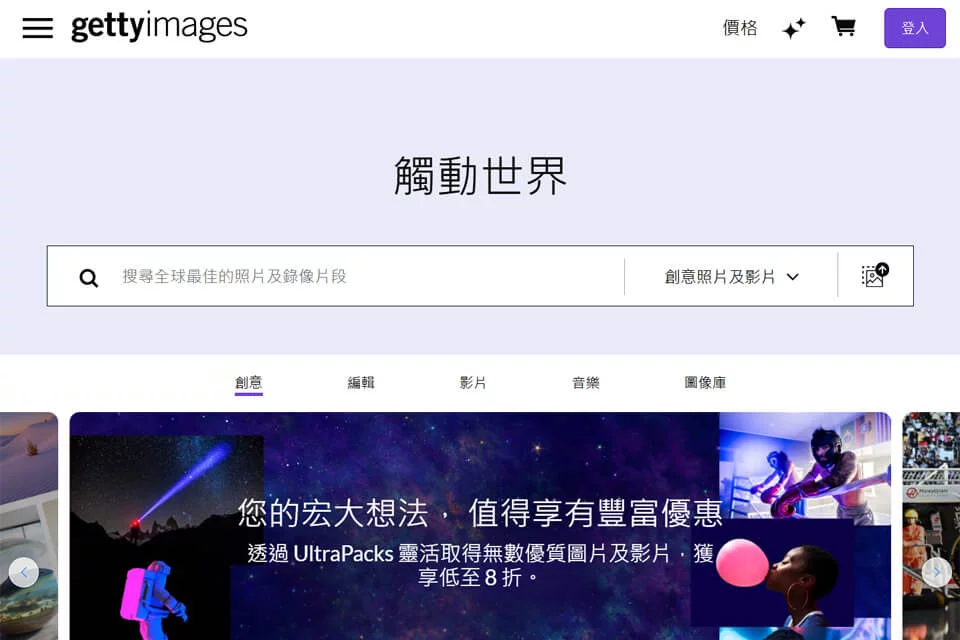 gettyimages
價格
登入
觸動世界
搜尋全球最佳的照片及錄像片段
創意照片及影片
創意
編輯
影片
音樂
圖像庫
您的宏大想法， 值得享有豐富優惠
透過 UltraPacks 靈活取得無數優質圖片及影片，獲
享低至 8 折。